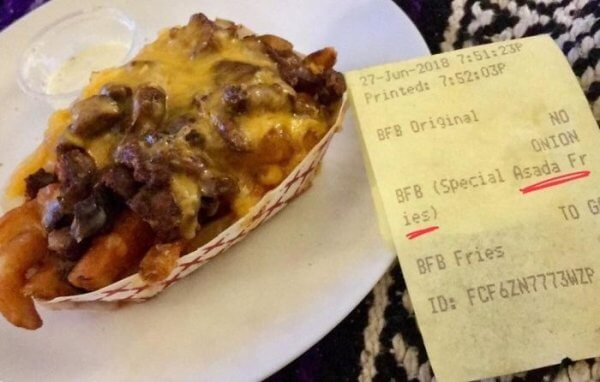 27-Jun-2018 7:51:23P
Printed: 7:52:03P
BFB Original
NO
ONION
BFB (Special Asada Fr
ies)
TO G
BFB Fries
ID: FCF6ZN7773WZP